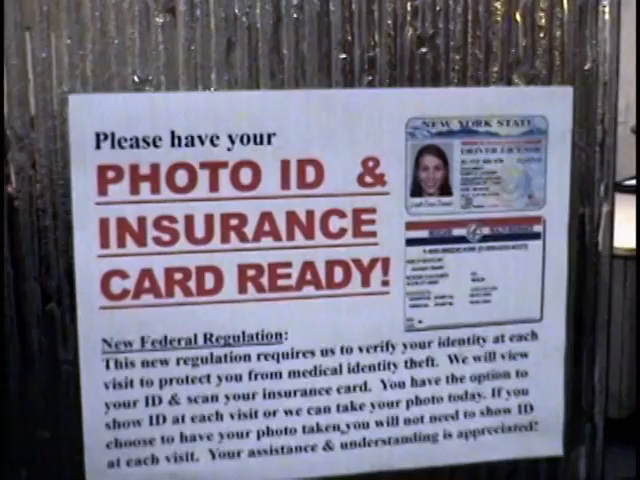 Please have your
PHOTO ID &
INSURANCE
CARD READY!
NEW YORK STATE
DRIVER LICENSE
New Federal Regulation:
This new regulation requires us to verify your identity at each
visit to protect you from medical identity theft. We will view
your ID & scan your insurance card. You have the option to
show ID at each visit or we can take your photo today. If you
choose to have your photo taken,you will not need to show ID
at each visit. Your assistance & understanding is appreciated!